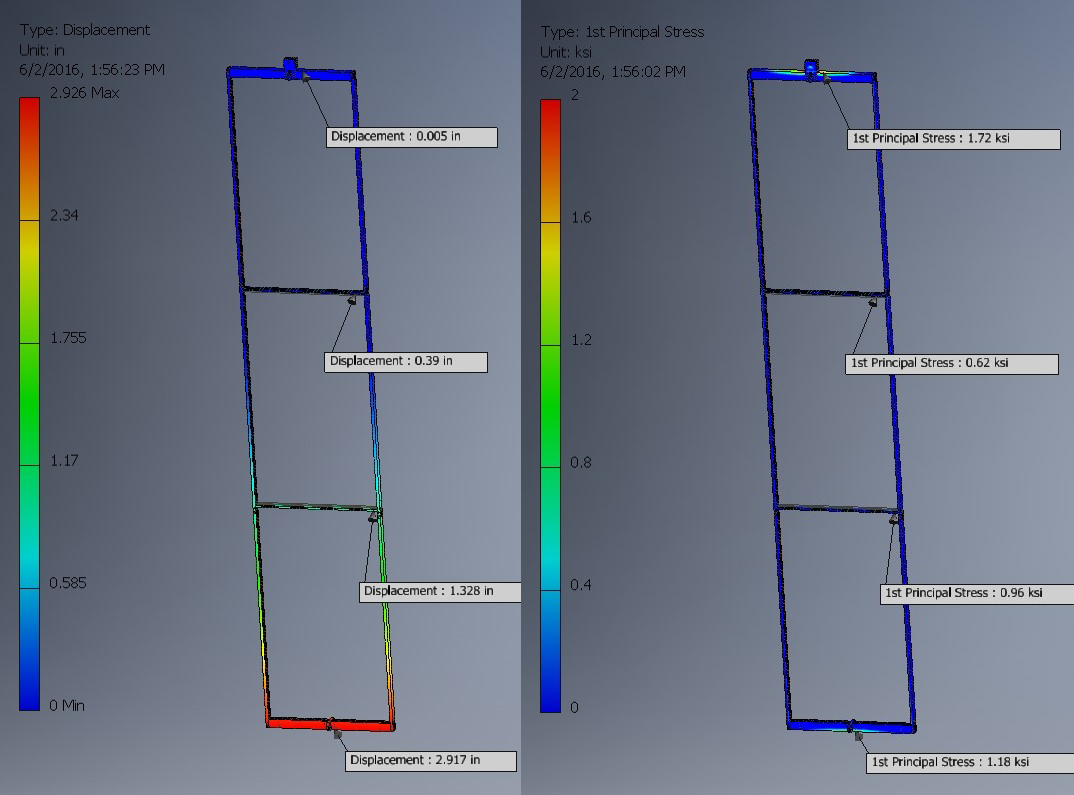 Type: Displacement
Unit: in
6/2/2016, 1:56:23 PM
2.926 Max
2.34
1.755
1.17
0.585
0 Min
Displacement : 0.005 in
Displacement : 0.39 in
Displacement : 1.328 in
Displacement : 2.917 in
Type: 1st Principal Stress
Unit: ksi
6/2/2016, 1:56:02 PM
2
1.6
1.2
0.8
0.4
0
1st Principal Stress : 1.72 ksi
1st Principal Stress : 0.62 ksi
1st Principal Stress : 0.96 ksi
1st Principal Stress : 1.18 ksi